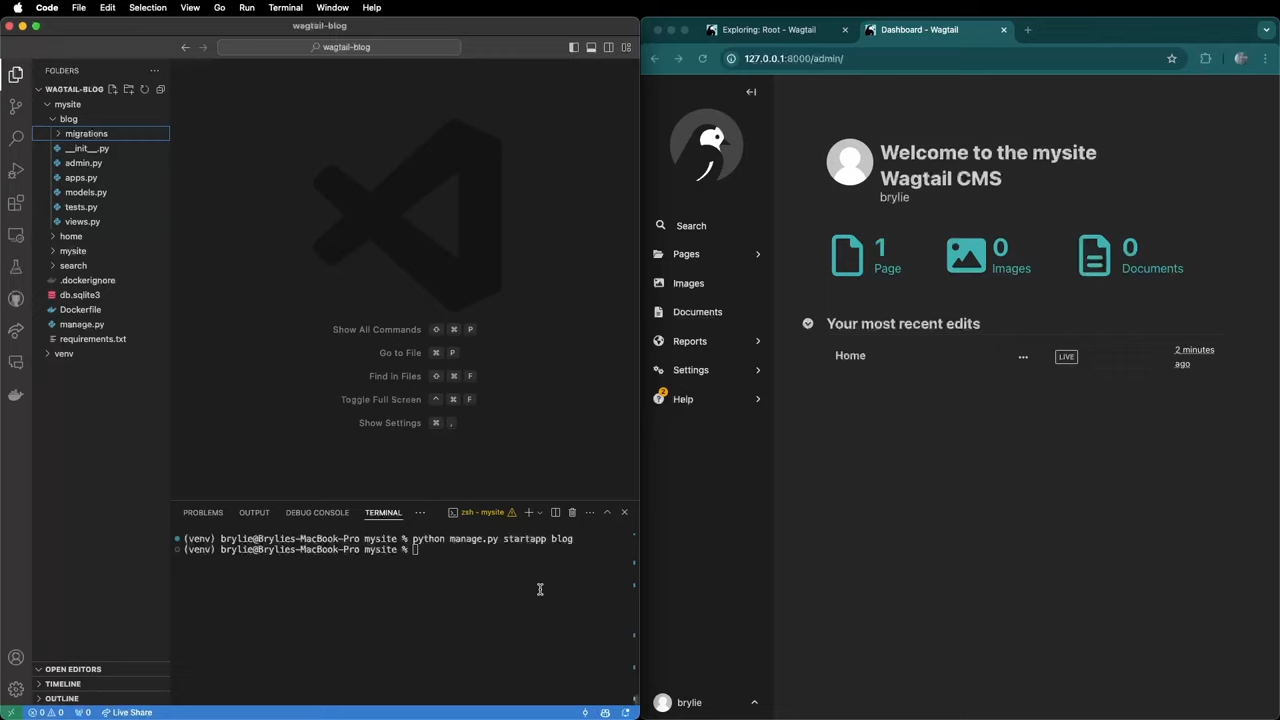 Code File Edit Selection View Go Run Terminal Window Help
wagtail-blog
wagtail-blog
FOLDERS
WAGTAIL-BLOG
mysite
blog
migrations
__init__.py
admin.py
apps.py
models.py
tests.py
views.py
home
mysite
search
.dockerignore
db.sqlite3
Dockerfile
manage.py
requirements.txt
venv
OPEN EDITORS
TIMELINE
OUTLINE
Show All Commands ⇧ ⌘ P
Go to File ⌘ P
Find in Files ⇧ ⌘ F
Toggle Full Screen ⌃ ⌘ F
Show Settings ⌘ ,
PROBLEMS OUTPUT DEBUG CONSOLE TERMINAL zsh - mysite
(venv) brylie@Brylies-MacBook-Pro mysite % python manage.py startapp blog
(venv) brylie@Brylies-MacBook-Pro mysite %
0 0 0 Live Share
Exploring: Root - Wagtail Dashboard - Wagtail
127.0.0.1:8000/admin/
Search
Pages
Images
Documents
Reports
Settings
2
Help
brylie
Welcome to the mysite
Wagtail CMS
brylie
1
Page
0
Images
0
Documents
Your most recent edits
Home LIVE 2 minutes
ago